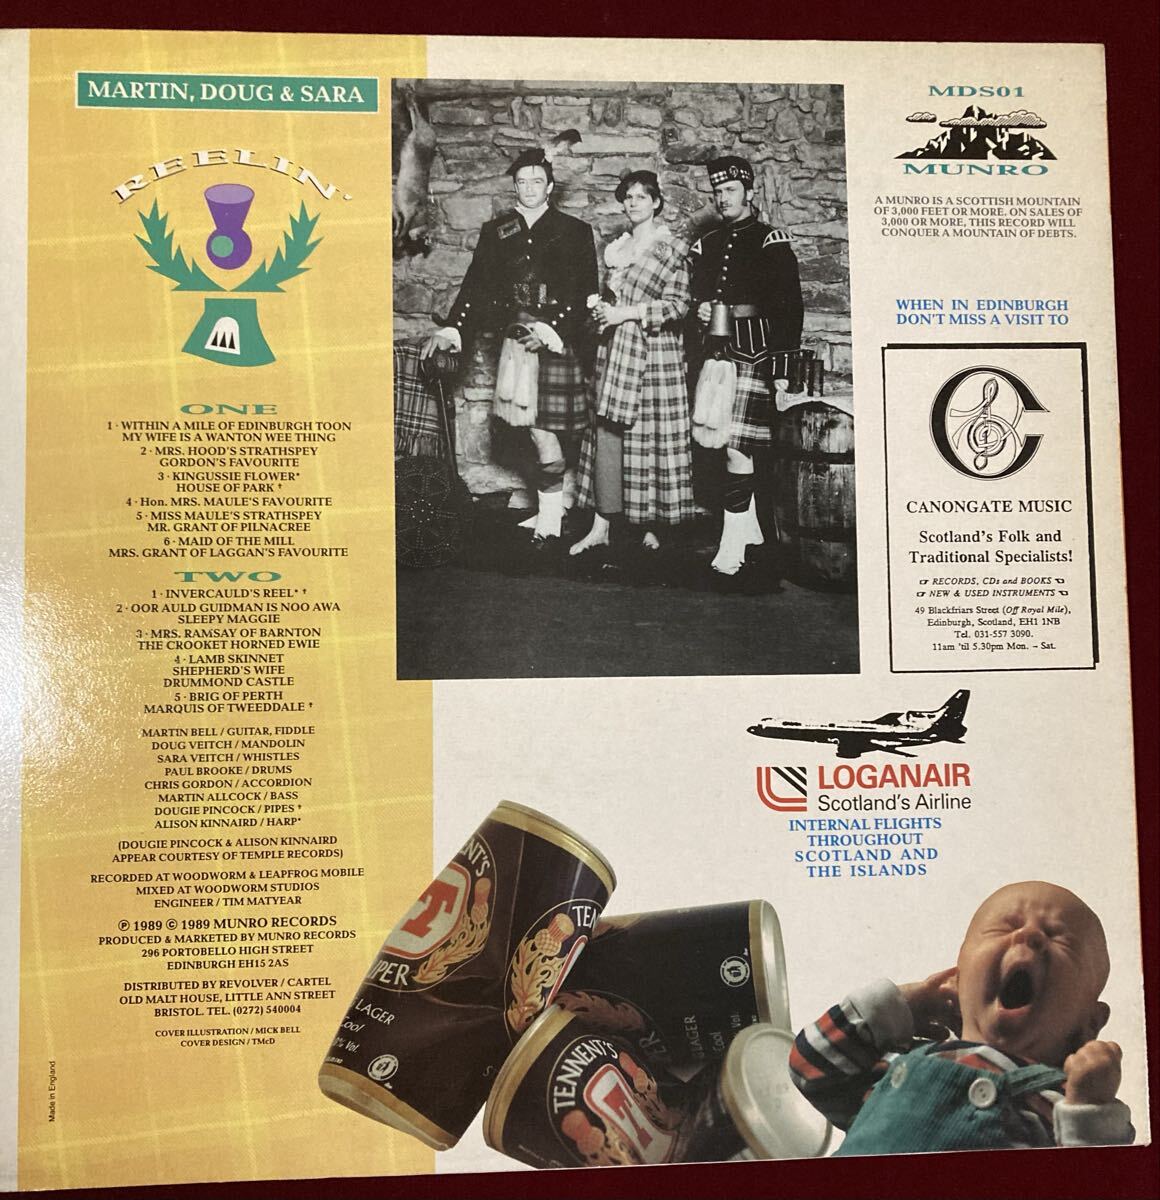 MARTIN, DOUG & SARA
REELIN'
ONE
1 · WITHIN A MILE OF EDINBURGH TOON
MY WIFE IS A WANTON WEE THING
2 · MRS. HOOD'S STRATHSPEY
GORDON'S FAVOURITE
3 · KINGUSSIE FLOWER*
HOUSE OF PARK †
4 · Hon. MRS. MAULE'S FAVOURITE
5 · MISS MAULE'S STRATHSPEY
MR. GRANT OF PILNACREE
6 · MAID OF THE MILL
MRS. GRANT OF LAGGAN'S FAVOURITE
TWO
1 · INVERCAULD'S REEL* †
2 · OOR AULD GUIDMAN IS NOO AWA
SLEEPY MAGGIE
3 · MRS. RAMSAY OF BARNTON
THE CROOKET HORNED EWIE
4 · LAMB SKINNET
SHEPHERD'S WIFE
DRUMMOND CASTLE
5 · BRIG OF PERTH
MARQUIS OF TWEEDDALE †
MARTIN BELL / GUITAR, FIDDLE
DOUG VEITCH / MANDOLIN
SARA VEITCH / WHISTLES
PAUL BROOKE / DRUMS
CHRIS GORDON / ACCORDION
MARTIN ALLCOCK / BASS
DOUGIE PINCOCK / PIPES †
ALISON KINNAIRD / HARP*
(DOUGIE PINCOCK & ALISON KINNAIRD
APPEAR COURTESY OF TEMPLE RECORDS)
RECORDED AT WOODWORM & LEAPFROG MOBILE
MIXED AT WOODWORM STUDIOS
ENGINEER / TIM MATYEAR
℗ 1989 © 1989 MUNRO RECORDS
PRODUCED & MARKETED BY MUNRO RECORDS
296 PORTOBELLO HIGH STREET
EDINBURGH EH15 2AS
DISTRIBUTED BY REVOLVER / CARTEL
OLD MALT HOUSE, LITTLE ANN STREET
BRISTOL. TEL. (0272) 540004
COVER ILLUSTRATION / MICK BELL
COVER DESIGN / TMcD
Made in England
MDS01
MUNRO
A MUNRO IS A SCOTTISH MOUNTAIN
OF 3,000 FEET OR MORE. ON SALES OF
3,000 OR MORE, THIS RECORD WILL
CONQUER A MOUNTAIN OF DEBTS.
WHEN IN EDINBURGH
DON'T MISS A VISIT TO
C
CANONGATE MUSIC
Scotland's Folk and
Traditional Specialists!
☞ RECORDS, CDs and BOOKS ☜
☞ NEW & USED INSTRUMENTS ☜
49 Blackfriars Street (Off Royal Mile),
Edinburgh, Scotland, EH1 1NB
Tel. 031-557 3090.
11am 'til 5.30pm Mon. - Sat.
LOGANAIR
Scotland's Airline
INTERNAL FLIGHTS
THROUGHOUT
SCOTLAND AND
THE ISLANDS
NENT'S
T
PER
LAGER
Cool
% Vol.
TE
TENNENT'S
T
ER
LAGER
Cool
Vol.